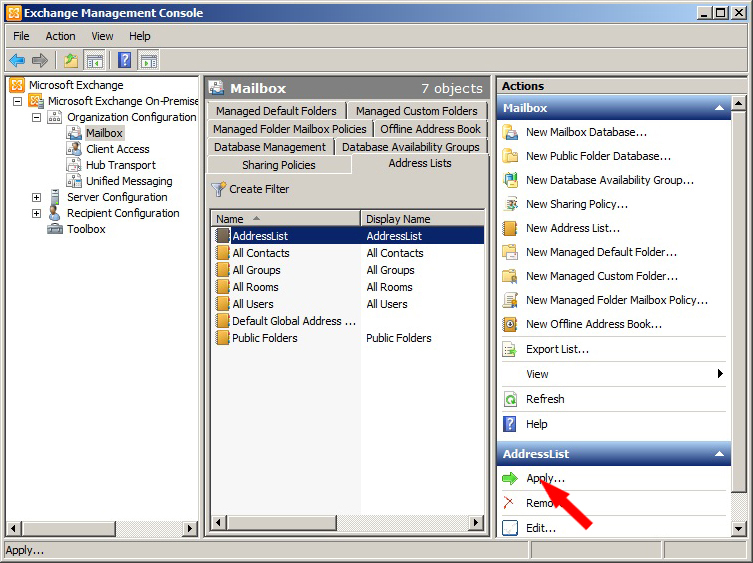 Exchange Management Console
File Action View Help
Microsoft Exchange
Microsoft Exchange On-Premise
Organization Configuration
Mailbox
Client Access
Hub Transport
Unified Messaging
Server Configuration
Recipient Configuration
Toolbox
Mailbox 7 objects
Managed Default Folders Managed Custom Folders
Managed Folder Mailbox Policies Offline Address Book
Database Management Database Availability Groups
Sharing Policies Address Lists
Create Filter
Name Display Name
AddressList AddressList
All Contacts All Contacts
All Groups All Groups
All Rooms All Rooms
All Users All Users
Default Global Address ...
Public Folders Public Folders
Actions
Mailbox
New Mailbox Database...
New Public Folder Database...
New Database Availability Group...
New Sharing Policy...
New Address List...
New Managed Default Folder...
New Managed Custom Folder...
New Managed Folder Mailbox Policy...
New Offline Address Book...
Export List...
View
Refresh
Help
AddressList
Apply...
Remo
Edit...
Apply...